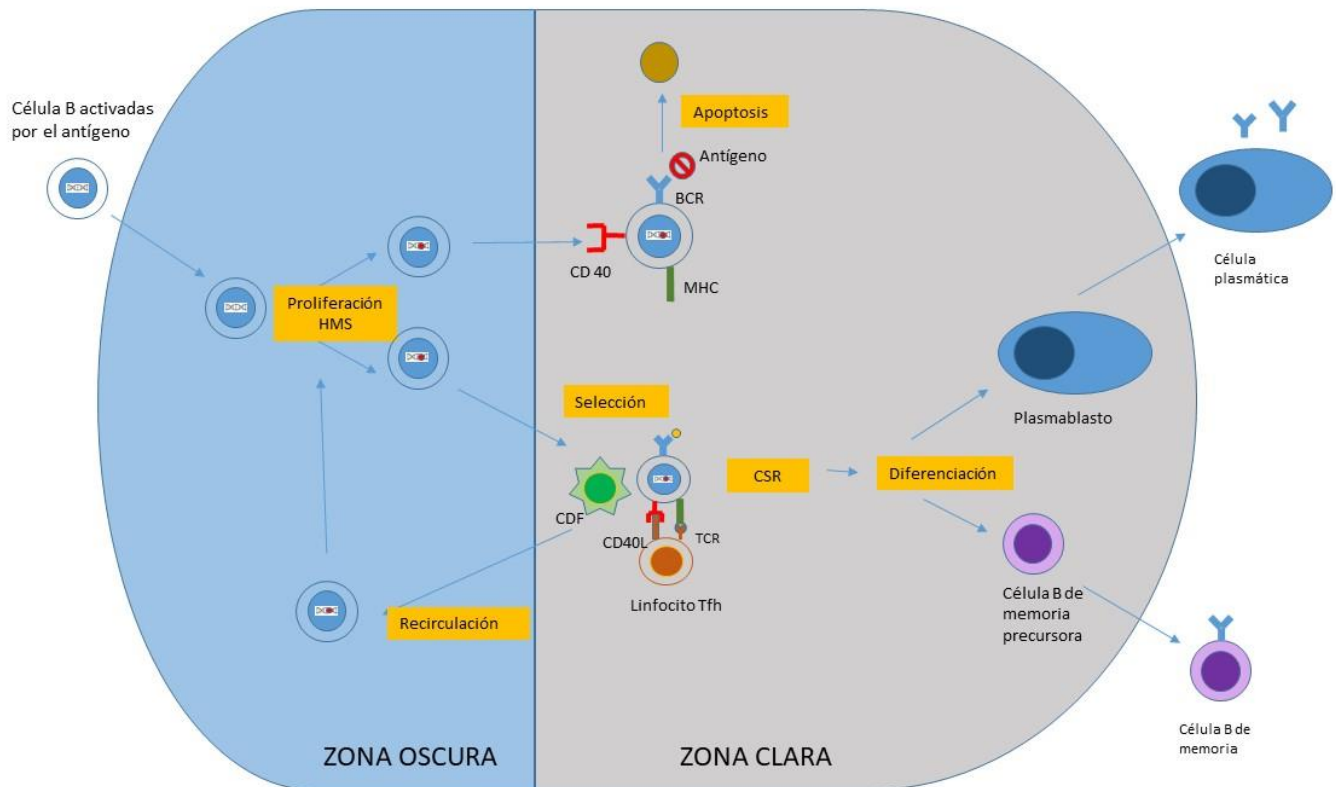 Célula B activadas
por el antígeno
Proliferación
HMS
Apoptosis
Antígeno
BCR
CD 40
MHC
Selección
CDF
CD40L
TCR
Linfocito Tfh
CSR
Diferenciación
Recirculación
Plasmablasto
Célula
plasmática
Célula B de
memoria
precursora
Célula B de
memoria
ZONA OSCURA
ZONA CLARA